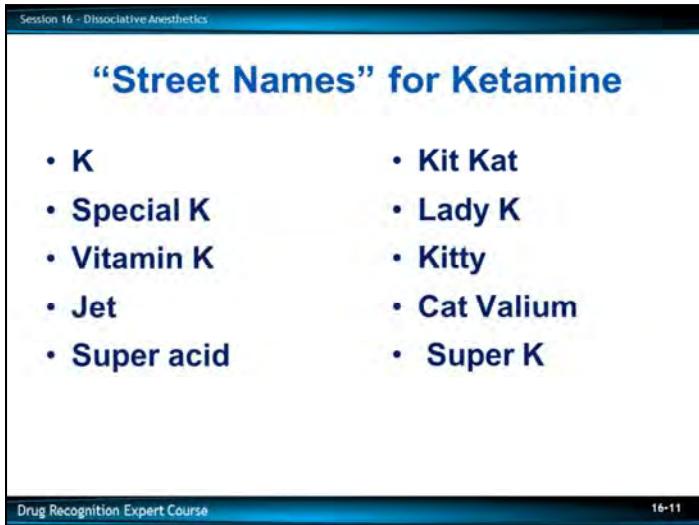 Session 16 - Dissociative Anesthetics
“Street Names” for Ketamine
• K
• Special K
• Vitamin K
• Jet
• Super acid
• Kit Kat
• Lady K
• Kitty
• Cat Valium
• Super K
Drug Recognition Expert Course
16-11